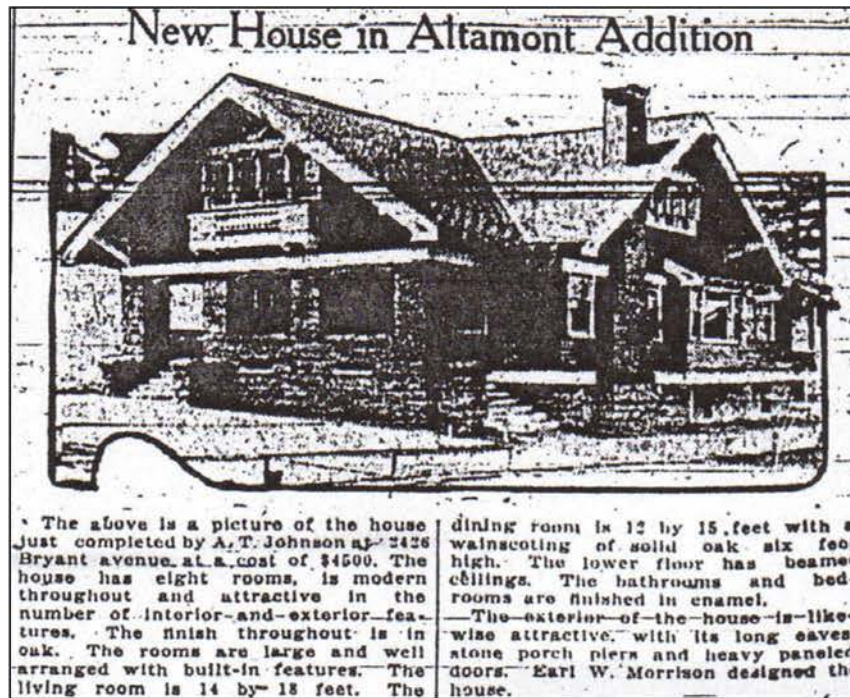 New House in Altamont Addition
The above is a picture of the house
just completed by A. T. Johnson at 2426
Bryant avenue at a cost of $4500. The
house has eight rooms, is modern
throughout and attractive in the
number of interior and exterior fea-
tures. The finish throughout is in
oak. The rooms are large and well
arranged with built-in features. The
living room is 14 by 18 feet. The
dining room is 12 by 15 feet with a
wainscoting of solid oak six fee
high. The lower floor has beame
ceilings. The bathrooms and bed-
rooms are finished in enamel.
The exterior of the house is like-
wise attractive, with its long eaves,
stone porch piers and heavy paneled
doors. Earl W. Morrison designed the
house.